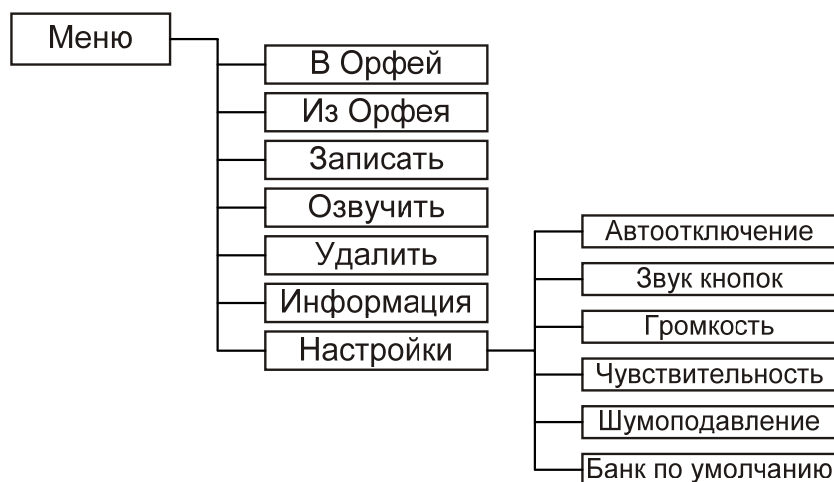 Меню
В Орфей
Из Орфея
Записать
Озвучить
Удалить
Информация
Настройки
Автоотключение
Звук кнопок
Громкость
Чувствительность
Шумоподавление
Банк по умолчанию